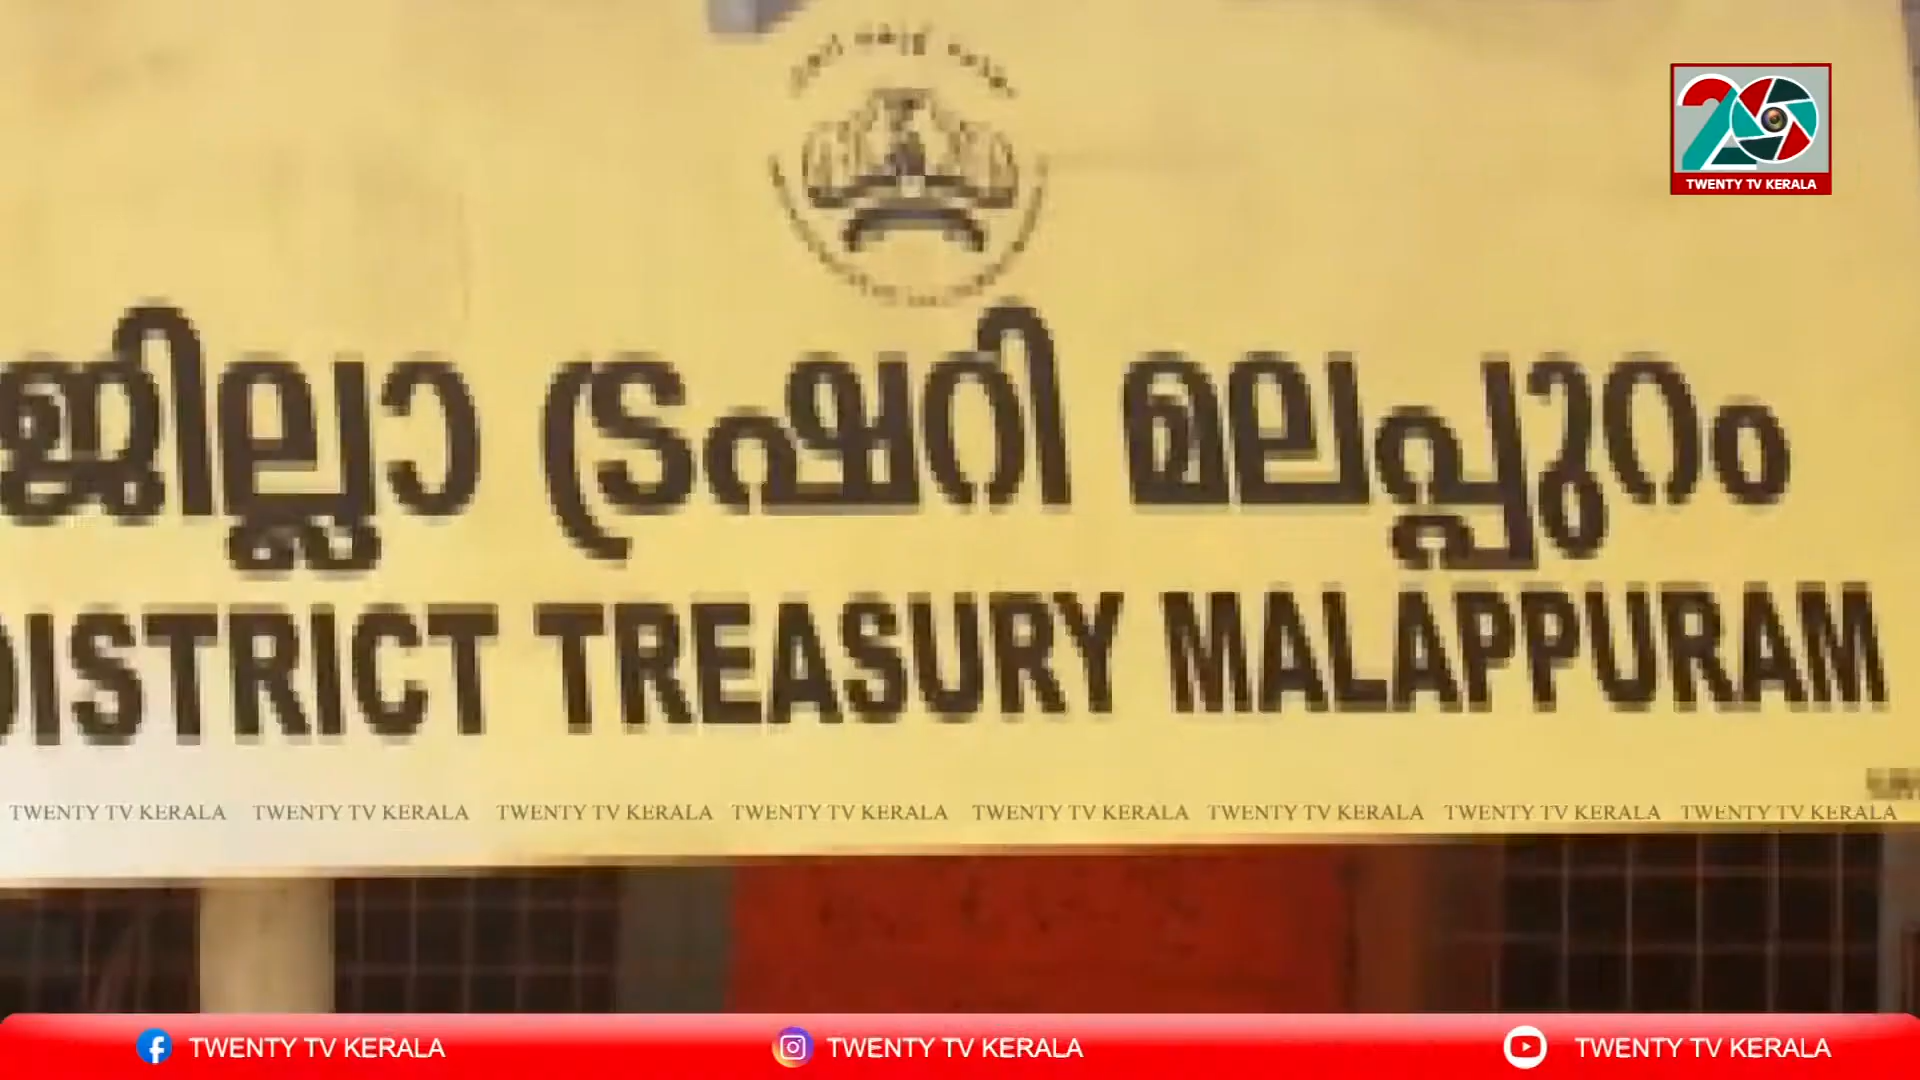 TWENTY TV KERALA
ജില്ലാ ട്രഷറി മലപ്പുറം
DISTRICT TREASURY MALAPPURAM
TWENTY TV KERALA TWENTY TV KERALA TWENTY TV KERALA TWENTY TV KERALA TWENTY TV KERALA TWENTY TV KERALA TWENTY TV KERALA TWENTY TV KERALA
TWENTY TV KERALA TWENTY TV KERALA TWENTY TV KERALA